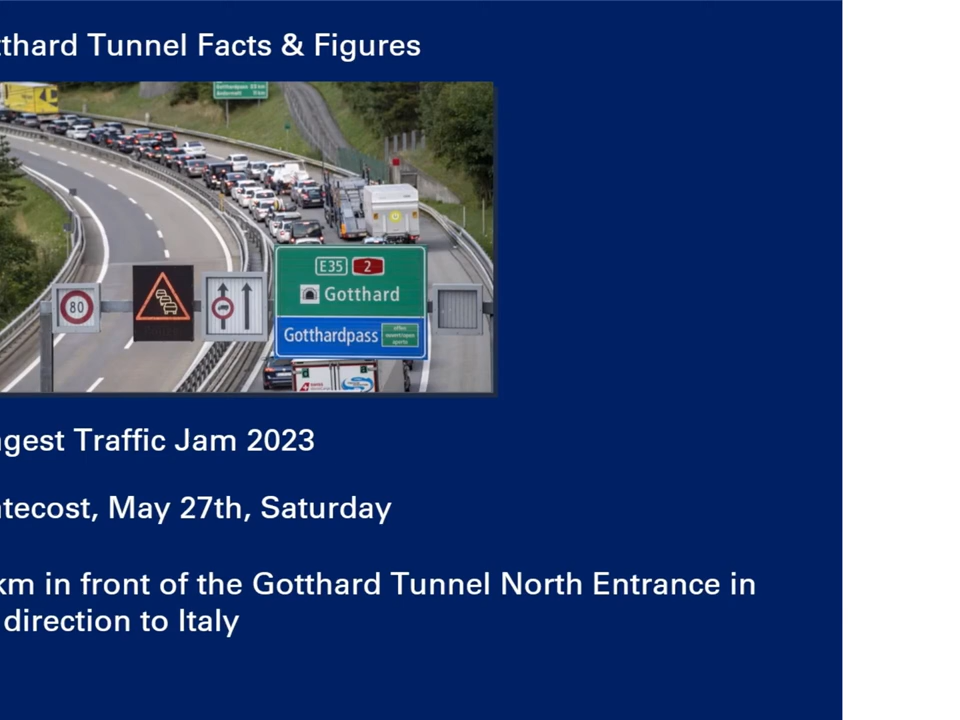 tthard Tunnel Facts & Figures
E35 2
Gotthard
Gotthardpass
80
ngest Traffic Jam 2023
ntecost, May 27th, Saturday
km in front of the Gotthard Tunnel North Entrance in
direction to Italy